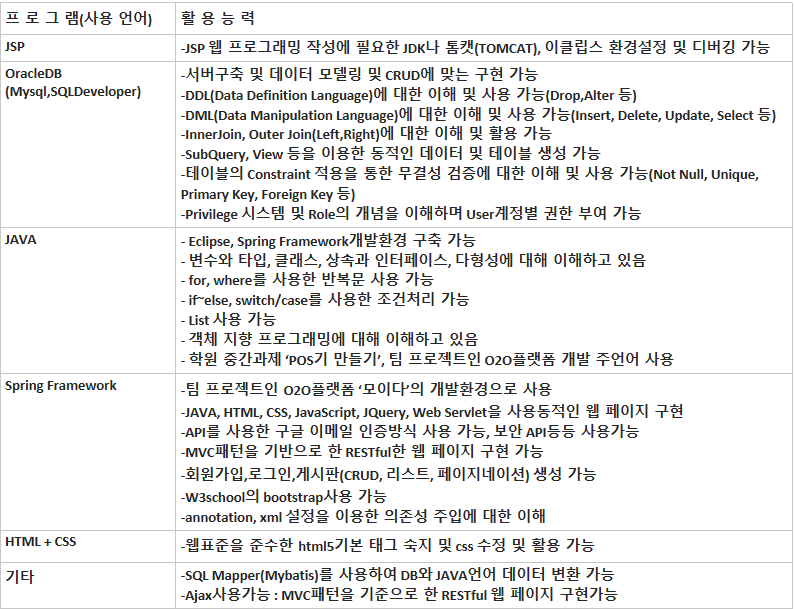 프 로 그 램(사용 언어)
활 용 능 력
JSP
-JSP 웹 프로그래밍 작성에 필요한 JDK나 톰캣(TOMCAT), 이클립스 환경설정 및 디버깅 가능
OracleDB
(Mysql,SQLDeveloper)
-서버구축 및 데이터 모델링 및 CRUD에 맞는 구현 가능
-DDL(Data Definition Language)에 대한 이해 및 사용 가능(Drop,Alter 등)
-DML(Data Manipulation Language)에 대한 이해 및 사용 가능(Insert, Delete, Update, Select 등)
-InnerJoin, Outer Join(Left,Right)에 대한 이해 및 활용 가능
-SubQuery, View 등을 이용한 동적인 데이터 및 테이블 생성 가능
-테이블의 Constraint 적용을 통한 무결성 검증에 대한 이해 및 사용 가능(Not Null, Unique,
Primary Key, Foreign Key 등)
-Privilege 시스템 및 Role의 개념을 이해하며 User계정별 권한 부여 가능
JAVA
- Eclipse, Spring Framework개발환경 구축 가능
- 변수와 타입, 클래스, 상속과 인터페이스, 다형성에 대해 이해하고 있음
- for, where를 사용한 반복문 사용 가능
- if~else, switch/case를 사용한 조건처리 가능
- List 사용 가능
- 객체 지향 프로그래밍에 대해 이해하고 있음
- 학원 중간과제 ‘POS기 만들기’, 팀 프로젝트인 O2O플랫폼 개발 주언어 사용
Spring Framework
-팀 프로젝트인 O2O플랫폼 ‘모이다’의 개발환경으로 사용
-JAVA, HTML, CSS, JavaScript, JQuery, Web Servlet을 사용동적인 웹 페이지 구현
-API를 사용한 구글 이메일 인증방식 사용 가능, 보안 API등등 사용가능
-MVC패턴을 기반으로 한 RESTful한 웹 페이지 구현 가능
-회원가입,로그인,게시판(CRUD, 리스트, 페이지네이션) 생성 가능
-W3school의 bootstrap사용 가능
-annotation, xml 설정을 이용한 의존성 주입에 대한 이해
HTML + CSS
-웹표준을 준수한 html5기본 태그 숙지 및 css 수정 및 활용 가능
기타
-SQL Mapper(Mybatis)를 사용하여 DB와 JAVA언어 데이터 변환 가능
-Ajax사용가능 : MVC패턴을 기준으로 한 RESTful 웹 페이지 구현가능